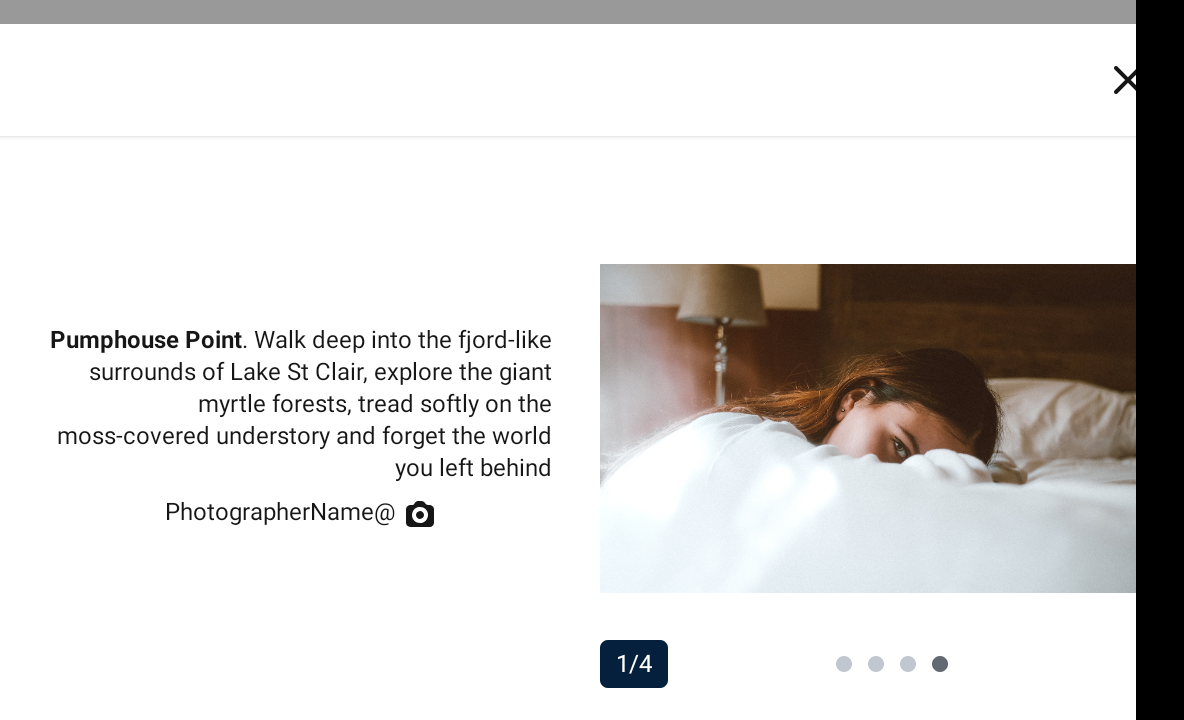 Pumphouse Point. Walk deep into the fjord-like
surrounds of Lake St Clair, explore the giant
myrtle forests, tread softly on the
moss-covered understory and forget the world
you left behind
PhotographerName@
1/4